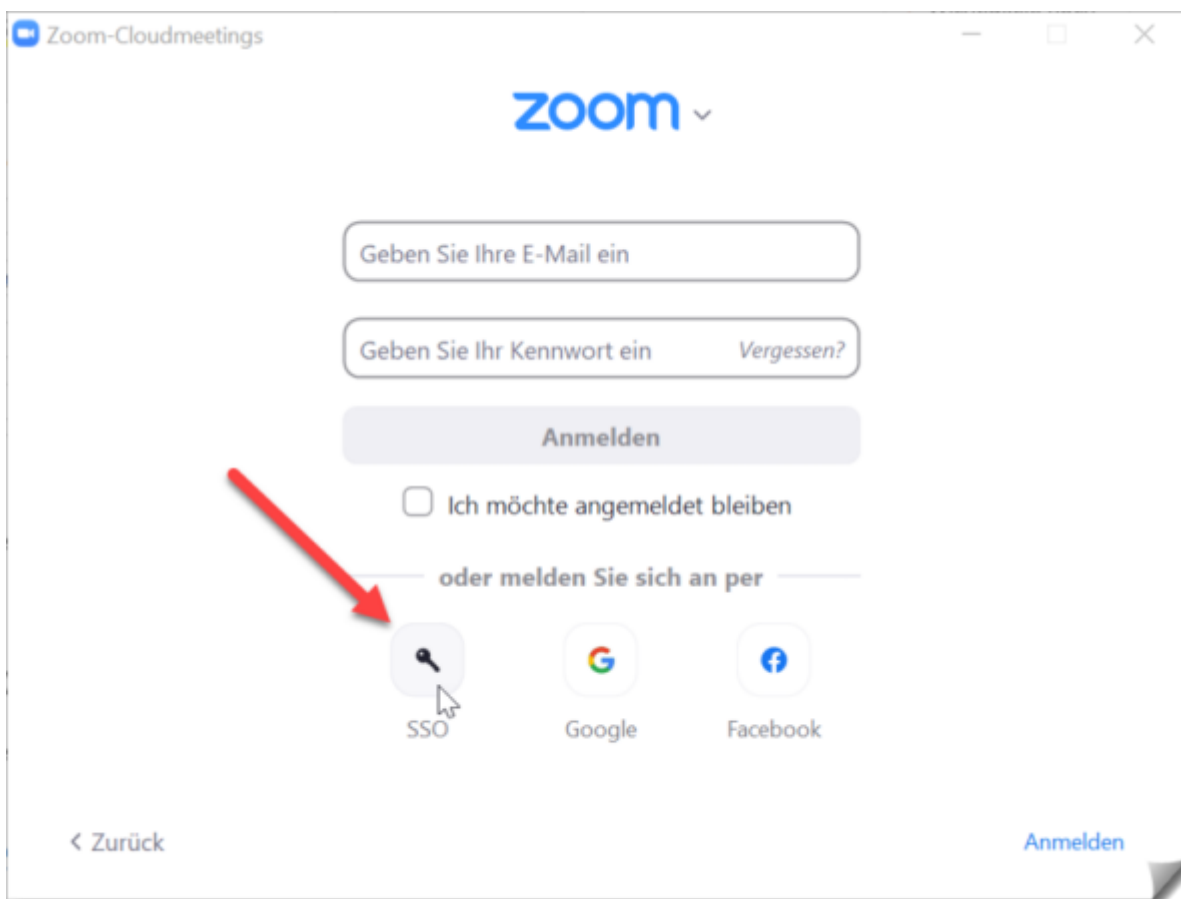 Zoom-Cloudmeetings
zoom
Geben Sie Ihre E-Mail ein
Geben Sie Ihr Kennwort ein Vergessen?
Anmelden
Ich möchte angemeldet bleiben
oder melden Sie sich an per
SSO Google Facebook
Zurück Anmelden